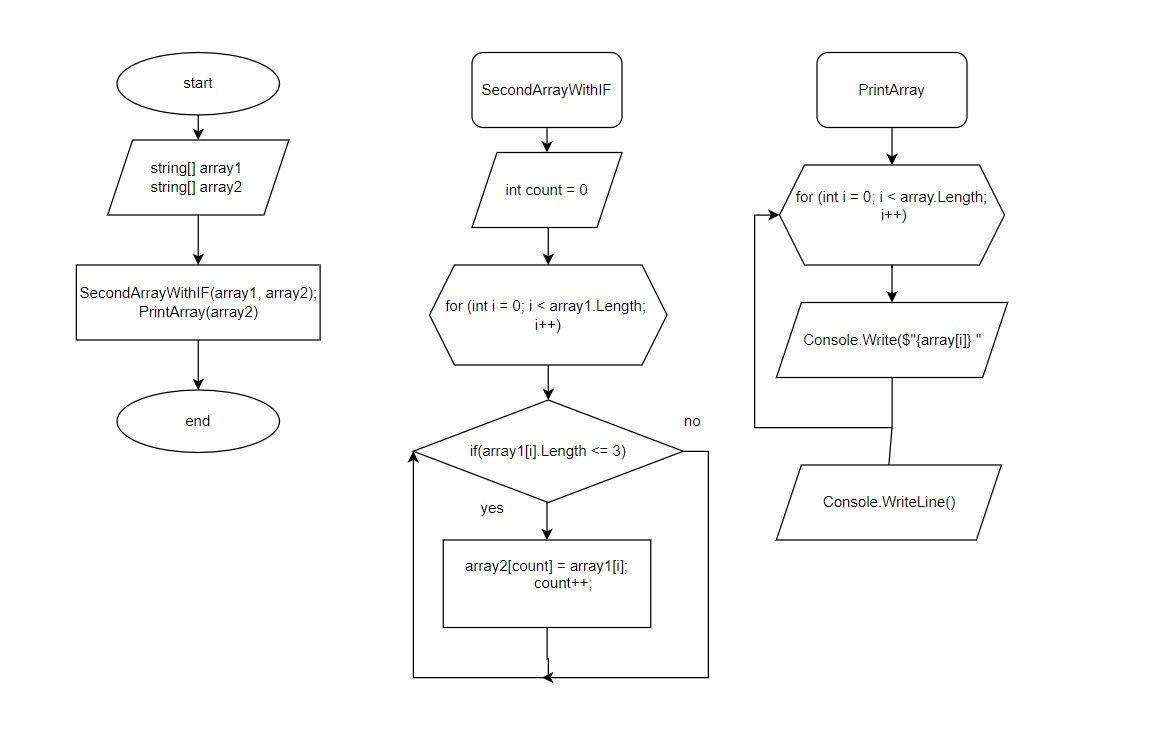 start
string[] array1
string[] array2
SecondArrayWithIF(array1, array2);
PrintArray(array2)
end
SecondArrayWithIF
int count = 0
for (int i = 0; i < array1.Length;
i++)
if(array1[i].Length <= 3)
no
yes
array2[count] = array1[i];
count++;
PrintArray
for (int i = 0; i < array.Length;
i++)
Console.Write($"{array[i]} "
Console.WriteLine()